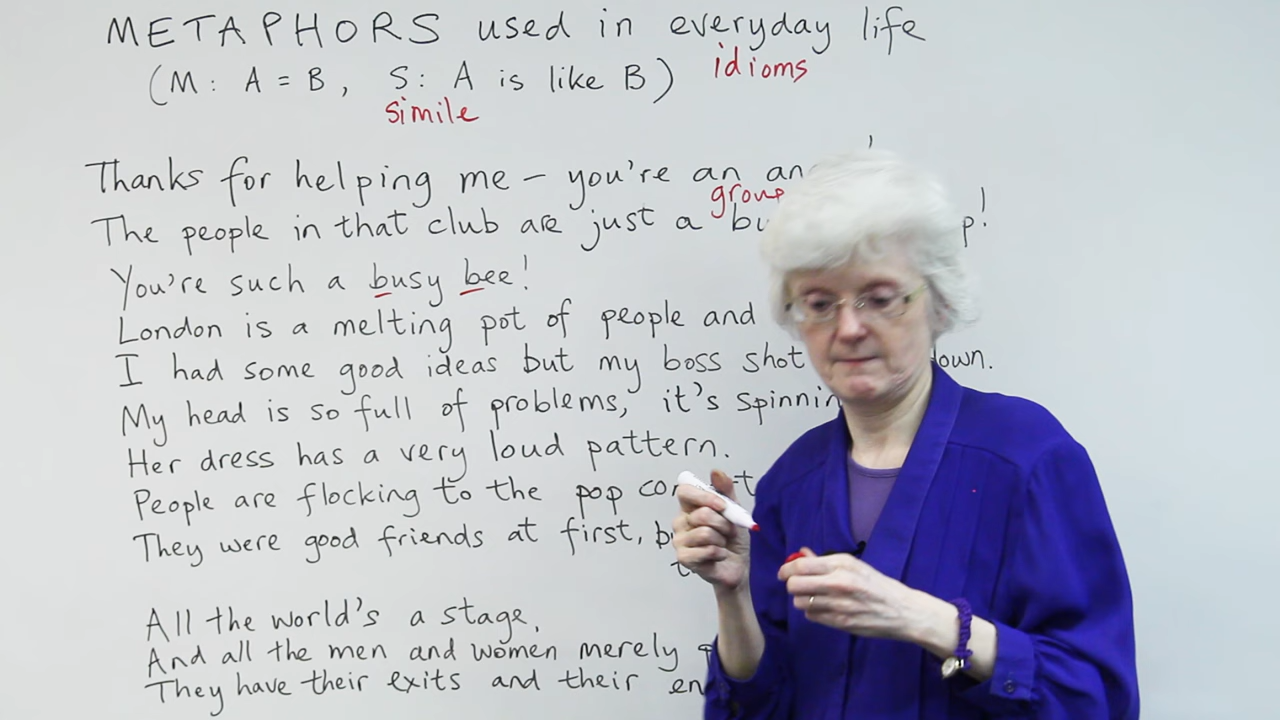 METAPHORS used in everyday life
(M: A = B, S: A is like B) idioms
simile
Thanks for helping me – you're an
group
The people in that club are just a
You're such a busy bee!
London is a melting pot of people and
I had some good ideas but my boss shot down.
My head is so full of problems, it's
Her dress has a very loud pattern.
People are flocking to the pop
They were good friends at first,
All the world's a stage,
And all the men and women merely
They have their exits and their